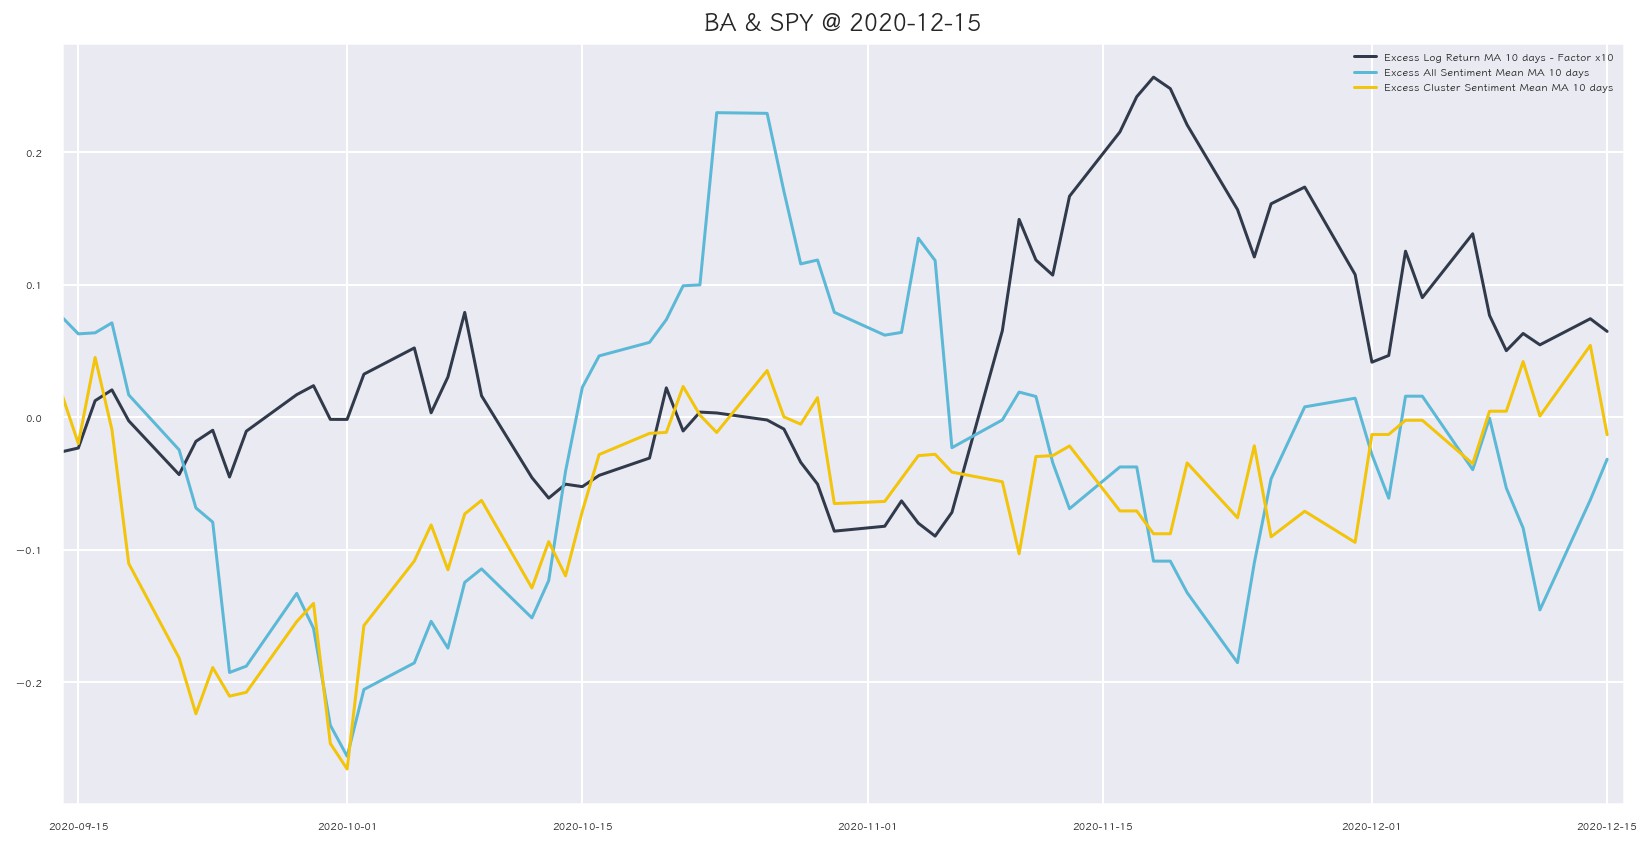 BA & SPY @ 2020-12-15
Excess Log Return MA 10 days - Factor x10
Excess All Sentiment Mean MA 10 days
Excess Cluster Sentiment Mean MA 10 days
0.2
0.1
0.0
−0.1
−0.2
2020-09-15 2020-10-01 2020-10-15 2020-11-01 2020-11-15 2020-12-01 2020-12-15